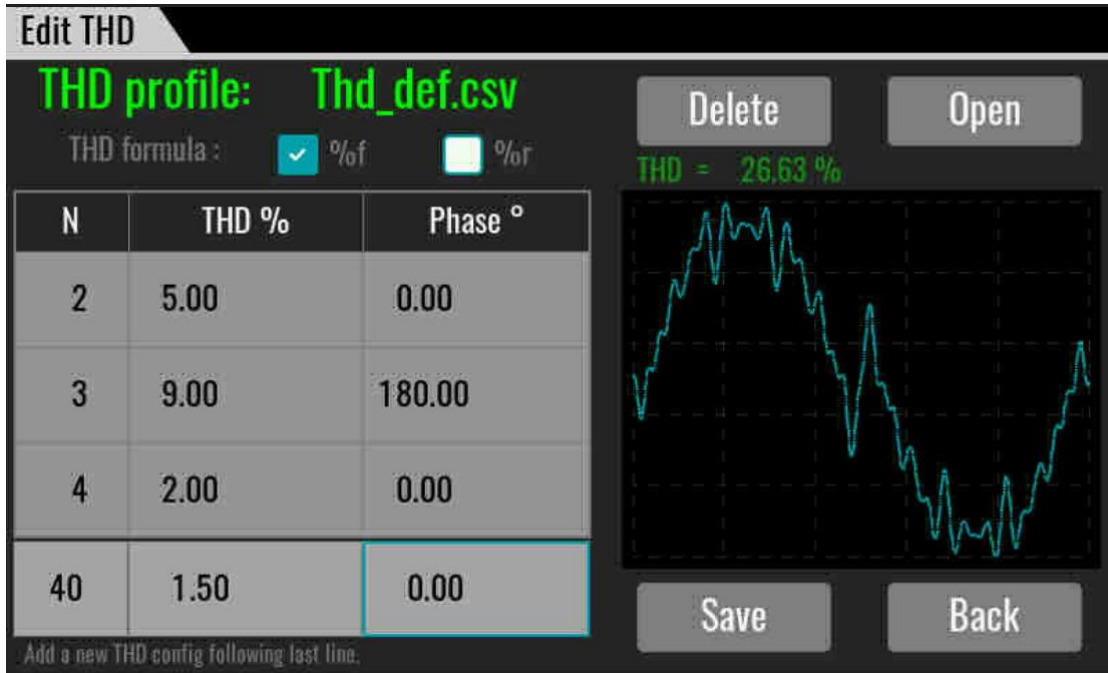 Edit THD
THD profile: Thd_def.csv
Delete
Open
THD formula : %f %r
THD = 26.63 %
N THD % Phase °
2 5.00 0.00
3 9.00 180.00
4 2.00 0.00
40 1.50 0.00
Save
Back
Add a new THD config following last line.